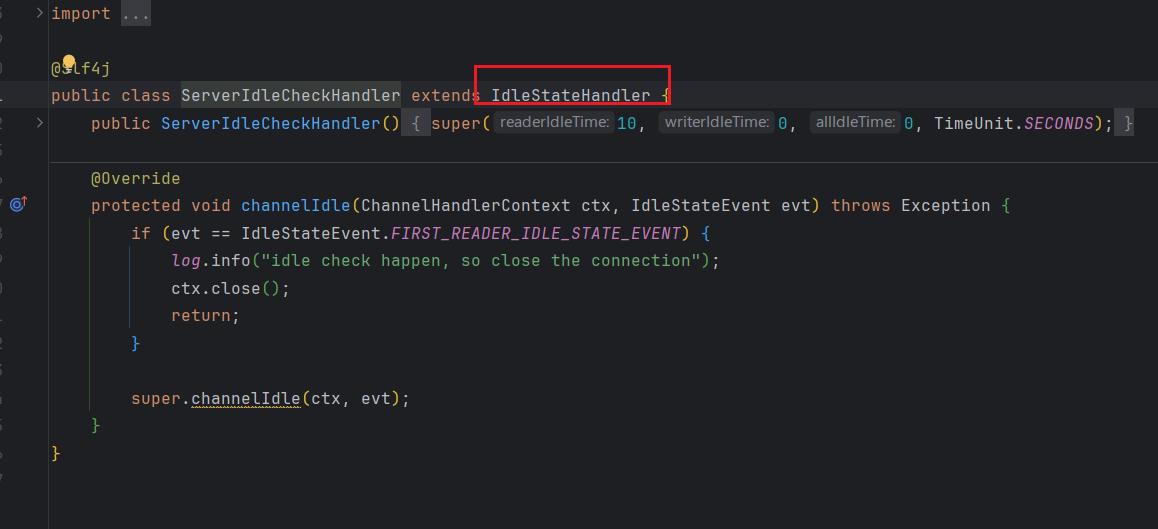 import ...
@Slf4j
public class ServerIdleCheckHandler extends IdleStateHandler {
public ServerIdleCheckHandler() { super( readerIdleTime: 10, writerIdleTime: 0, allIdleTime: 0, TimeUnit.SECONDS); }
@Override
protected void channelIdle(ChannelHandlerContext ctx, IdleStateEvent evt) throws Exception {
if (evt == IdleStateEvent.FIRST_READER_IDLE_STATE_EVENT) {
log.info("idle check happen, so close the connection");
ctx.close();
return;
}
super.channelIdle(ctx, evt);
}
}